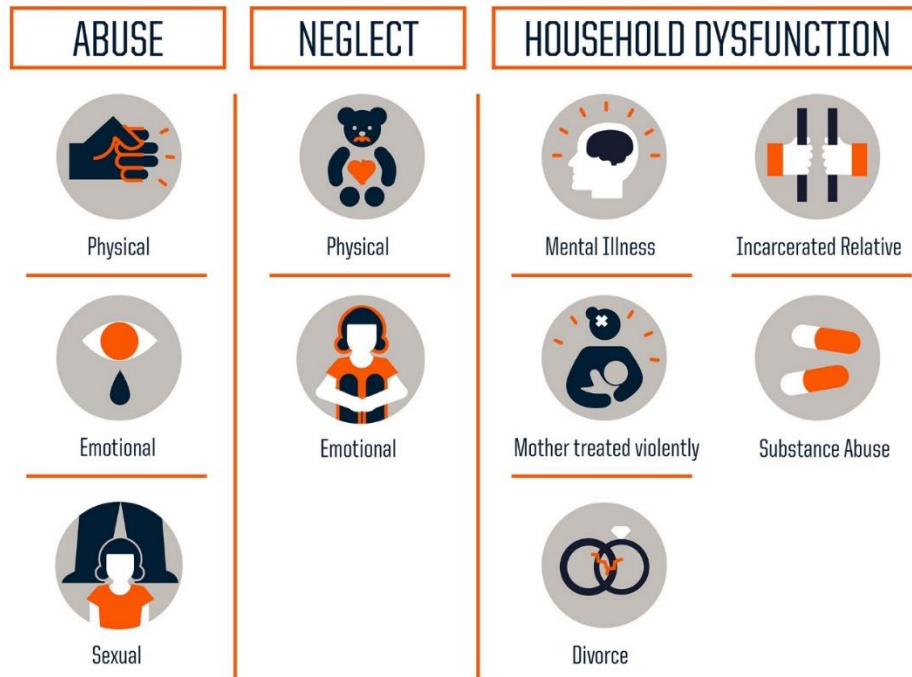 ABUSE
NEGLECT
HOUSEHOLD DYSFUNCTION
Physical
Emotional
Sexual
Physical
Emotional
Mental Illness
Incarcerated Relative
Mother treated violently
Substance Abuse
Divorce